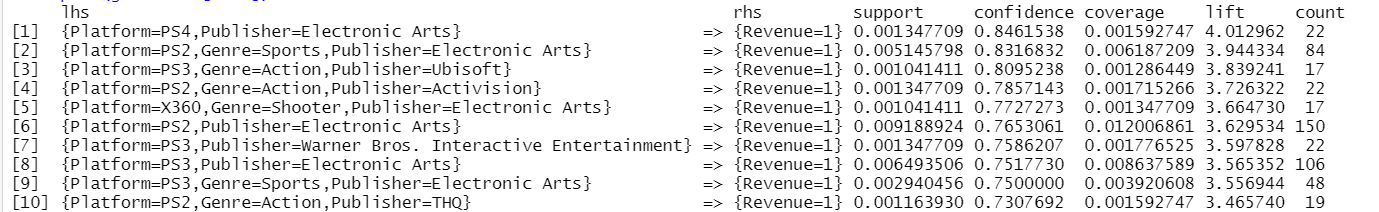 lhs rhs support confidence coverage lift count
[1] {Platform=PS4,Publisher=Electronic Arts} => {Revenue=1} 0.001347709 0.8461538 0.001592747 4.012962 22
[2] {Platform=PS2,Genre=Sports,Publisher=Electronic Arts} => {Revenue=1} 0.005145798 0.8316832 0.006187209 3.944334 84
[3] {Platform=PS3,Genre=Action,Publisher=Ubisoft} => {Revenue=1} 0.001041411 0.8095238 0.001286449 3.839241 17
[4] {Platform=PS2,Genre=Action,Publisher=Activision} => {Revenue=1} 0.001347709 0.7857143 0.001715266 3.726322 22
[5] {Platform=X360,Genre=Shooter,Publisher=Electronic Arts} => {Revenue=1} 0.001041411 0.7727273 0.001347709 3.664730 17
[6] {Platform=PS2,Publisher=Electronic Arts} => {Revenue=1} 0.009188924 0.7653061 0.012006861 3.629534 150
[7] {Platform=PS3,Publisher=Warner Bros. Interactive Entertainment} => {Revenue=1} 0.001347709 0.7586207 0.001776525 3.597828 22
[8] {Platform=PS3,Publisher=Electronic Arts} => {Revenue=1} 0.006493506 0.7517730 0.008637589 3.565352 106
[9] {Platform=PS3,Genre=Sports,Publisher=Electronic Arts} => {Revenue=1} 0.002940456 0.7500000 0.003920608 3.556944 48
[10] {Platform=PS2,Genre=Action,Publisher=THQ} => {Revenue=1} 0.001163930 0.7307692 0.001592747 3.465740 19